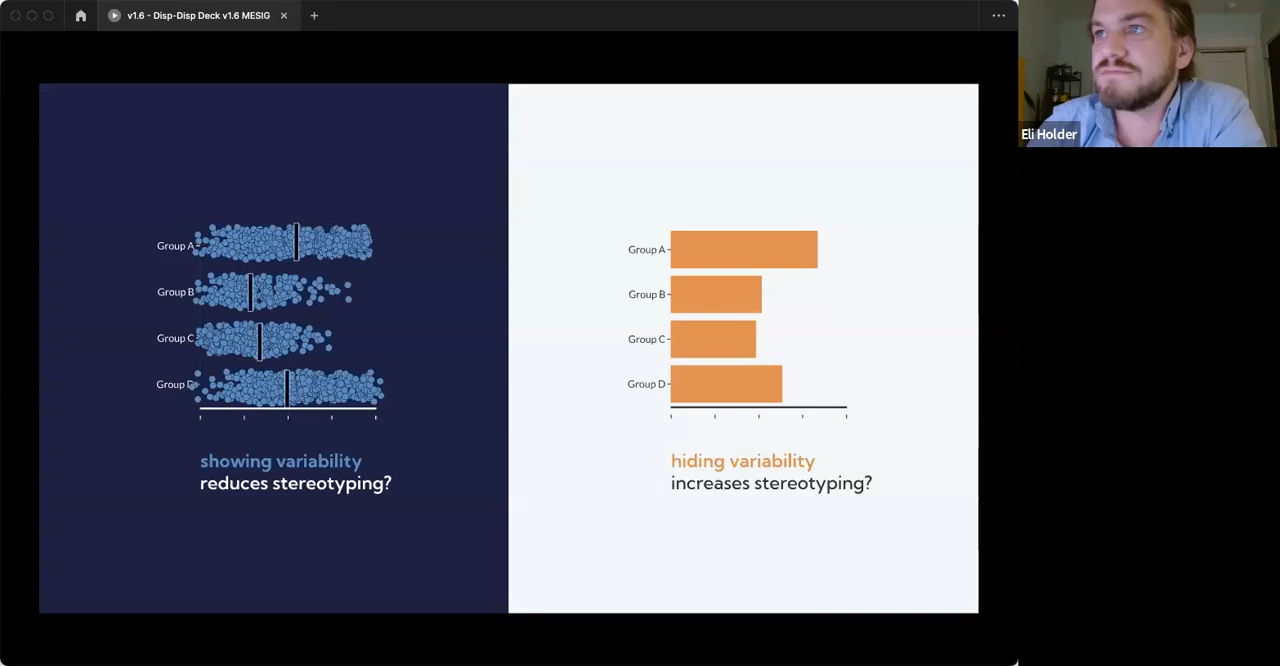 v1.6 - Disp-Disp Deck v1.6 MESIG
Eli Holder
Group A
Group B
Group C
Group D
showing variability
reduces stereotyping?
Group A
Group B
Group C
Group D
hiding variability
increases stereotyping?